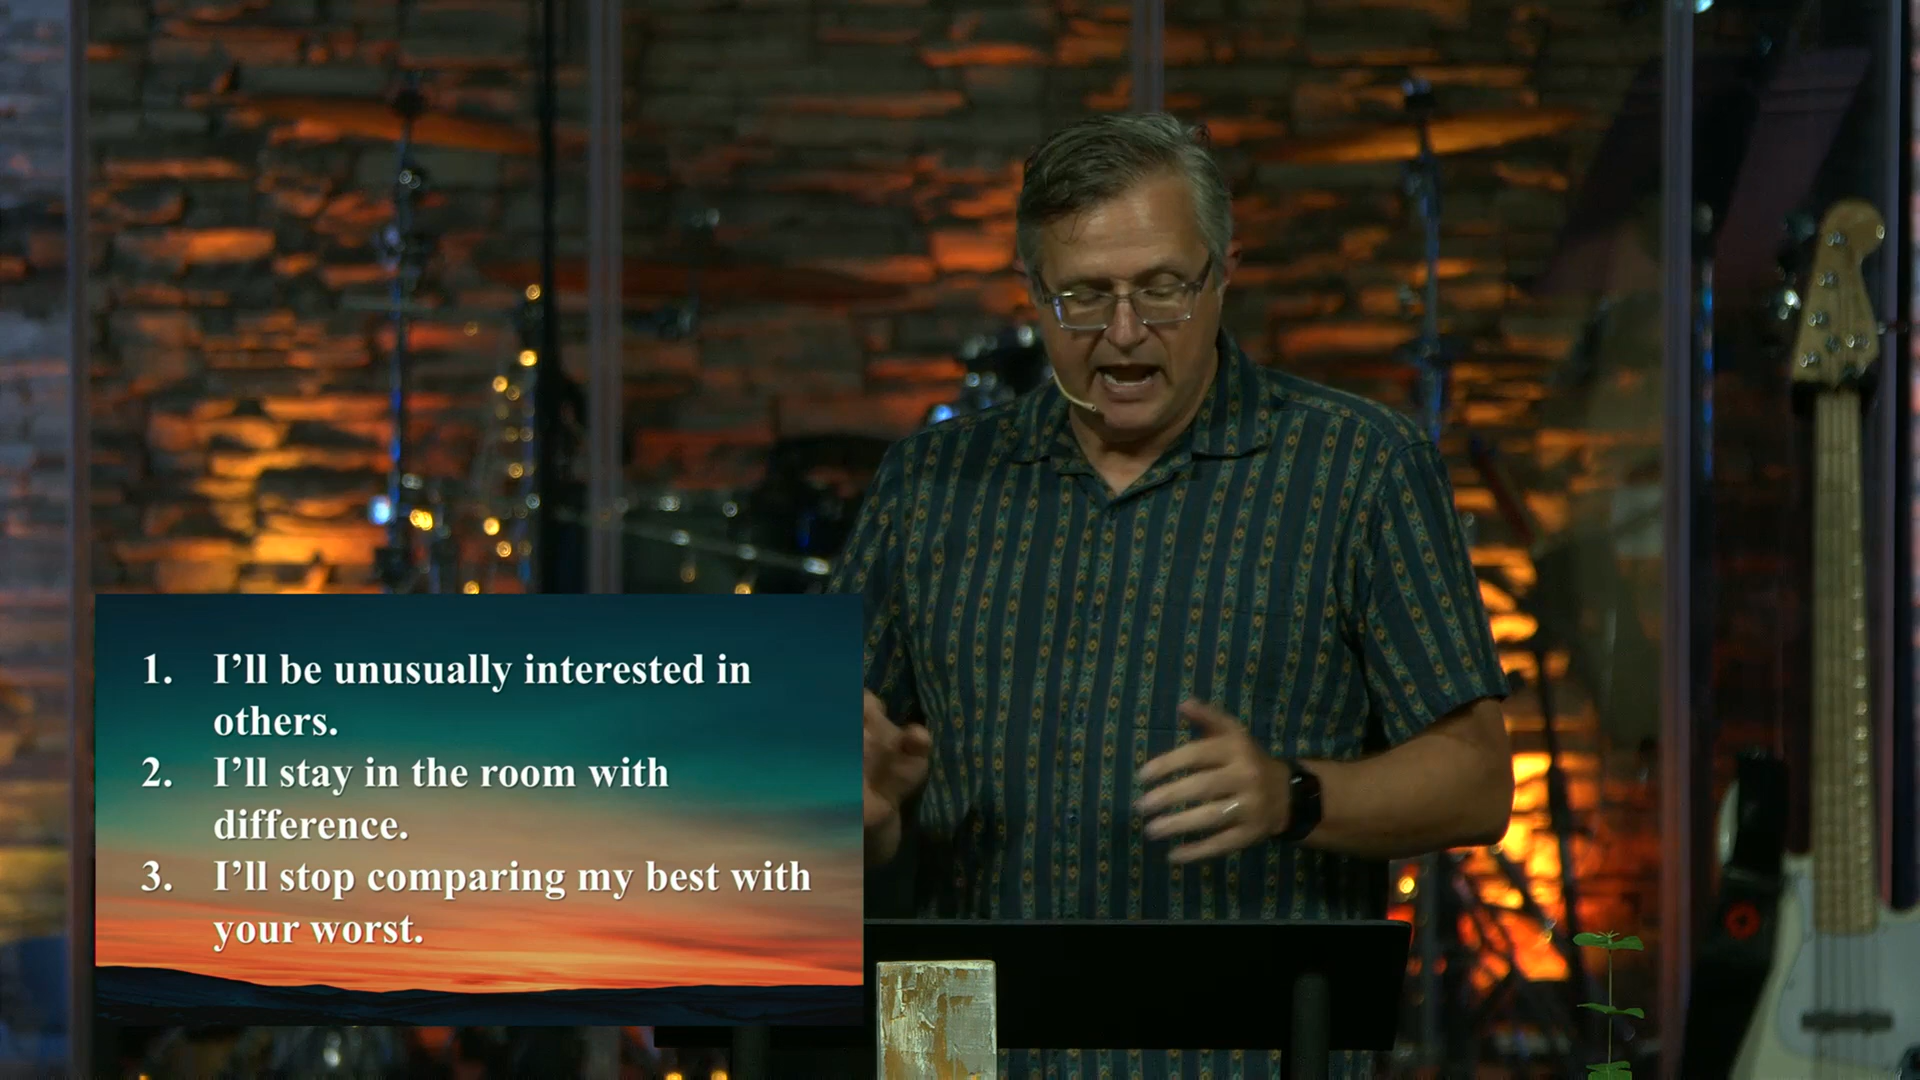 1. I’ll be unusually interested in
others.
2. I’ll stay in the room with
difference.
3. I’ll stop comparing my best with
your worst.